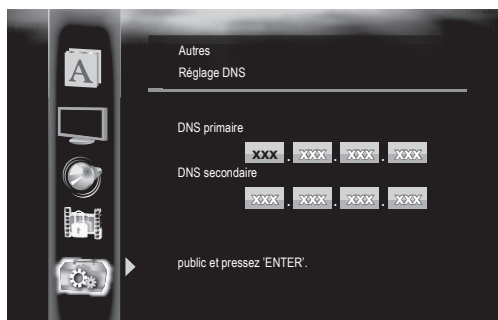 A
Autres
Réglage DNS
DNS primaire
xxx . xxx . xxx . xxx
DNS secondaire
xxx . xxx . xxx . xxx
public et pressez 'ENTER'.